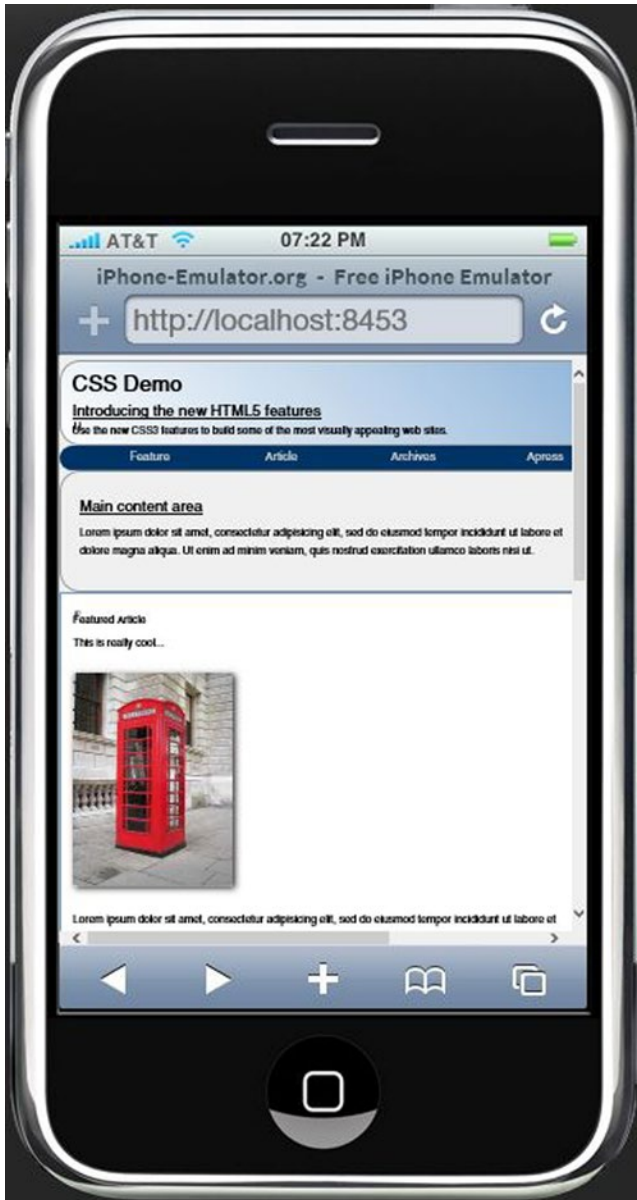 AT&T 07:22 PM
iPhone-Emulator.org - Free iPhone Emulator
http://localhost:8453
CSS Demo
Introducing the new HTML5 features
Use the new CSS3 features to build some of the most visually appealing web sites.
Feature Article Archives Apress
Main content area
Lorem ipsum dolor sit amet, consectetur adipisicing elit, sed do eiusmod tempor incididunt ut labore et
dolore magna aliqua. Ut enim ad minim veniam, quis nostrud exercitation ullamco laboris nisi ut.
Featured Article
This is really cool...
TELEPHONE
Lorem ipsum dolor sit amet, consectetur adipisicing elit, sed do eiusmod tempor incididunt ut labore et